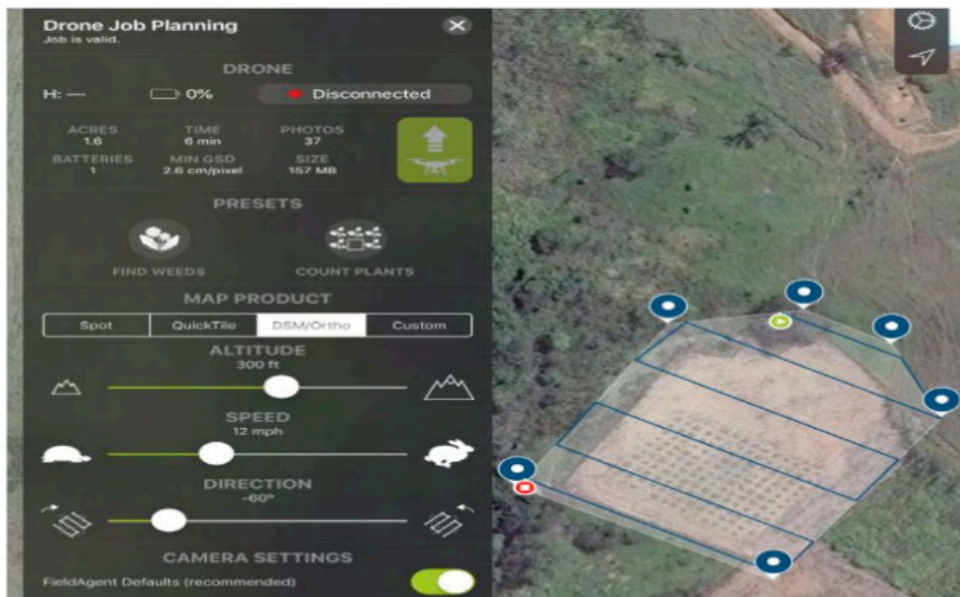 Drone Job Planning
Job is valid.
DRONE
H: —
0%
Disconnected
ACRES
1.6
TIME
6 min
PHOTOS
37
BATTERIES
1
MIN GSD
2.6 cm/pixel
SIZE
157 MB
PRESETS
FIND WEEDS
COUNT PLANTS
MAP PRODUCT
Spot
QuickTile
DSM/Ortho
Custom
ALTITUDE
300 ft
SPEED
12 mph
DIRECTION
-60°
CAMERA SETTINGS
FieldAgent Defaults (recommended)